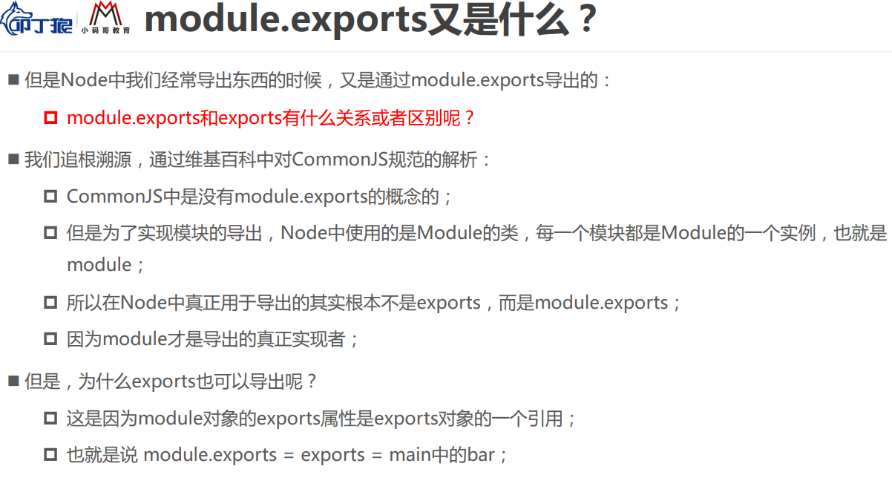 叩丁狼
小码哥教育
module.exports又是什么？
■ 但是Node中我们经常导出东西的时候，又是通过module.exports导出的：
module.exports和exports有什么关系或者区别呢？
■ 我们追根溯源，通过维基百科中对CommonJS规范的解析：
CommonJS中是没有module.exports的概念的；
但是为了实现模块的导出，Node中使用的是Module的类，每一个模块都是Module的一个实例，也就是
module；
所以在Node中真正用于导出的其实根本不是exports，而是module.exports；
因为module才是导出的真正实现者；
■ 但是，为什么exports也可以导出呢？
这是因为module对象的exports属性是exports对象的一个引用；
也就是说 module.exports = exports = main中的bar；